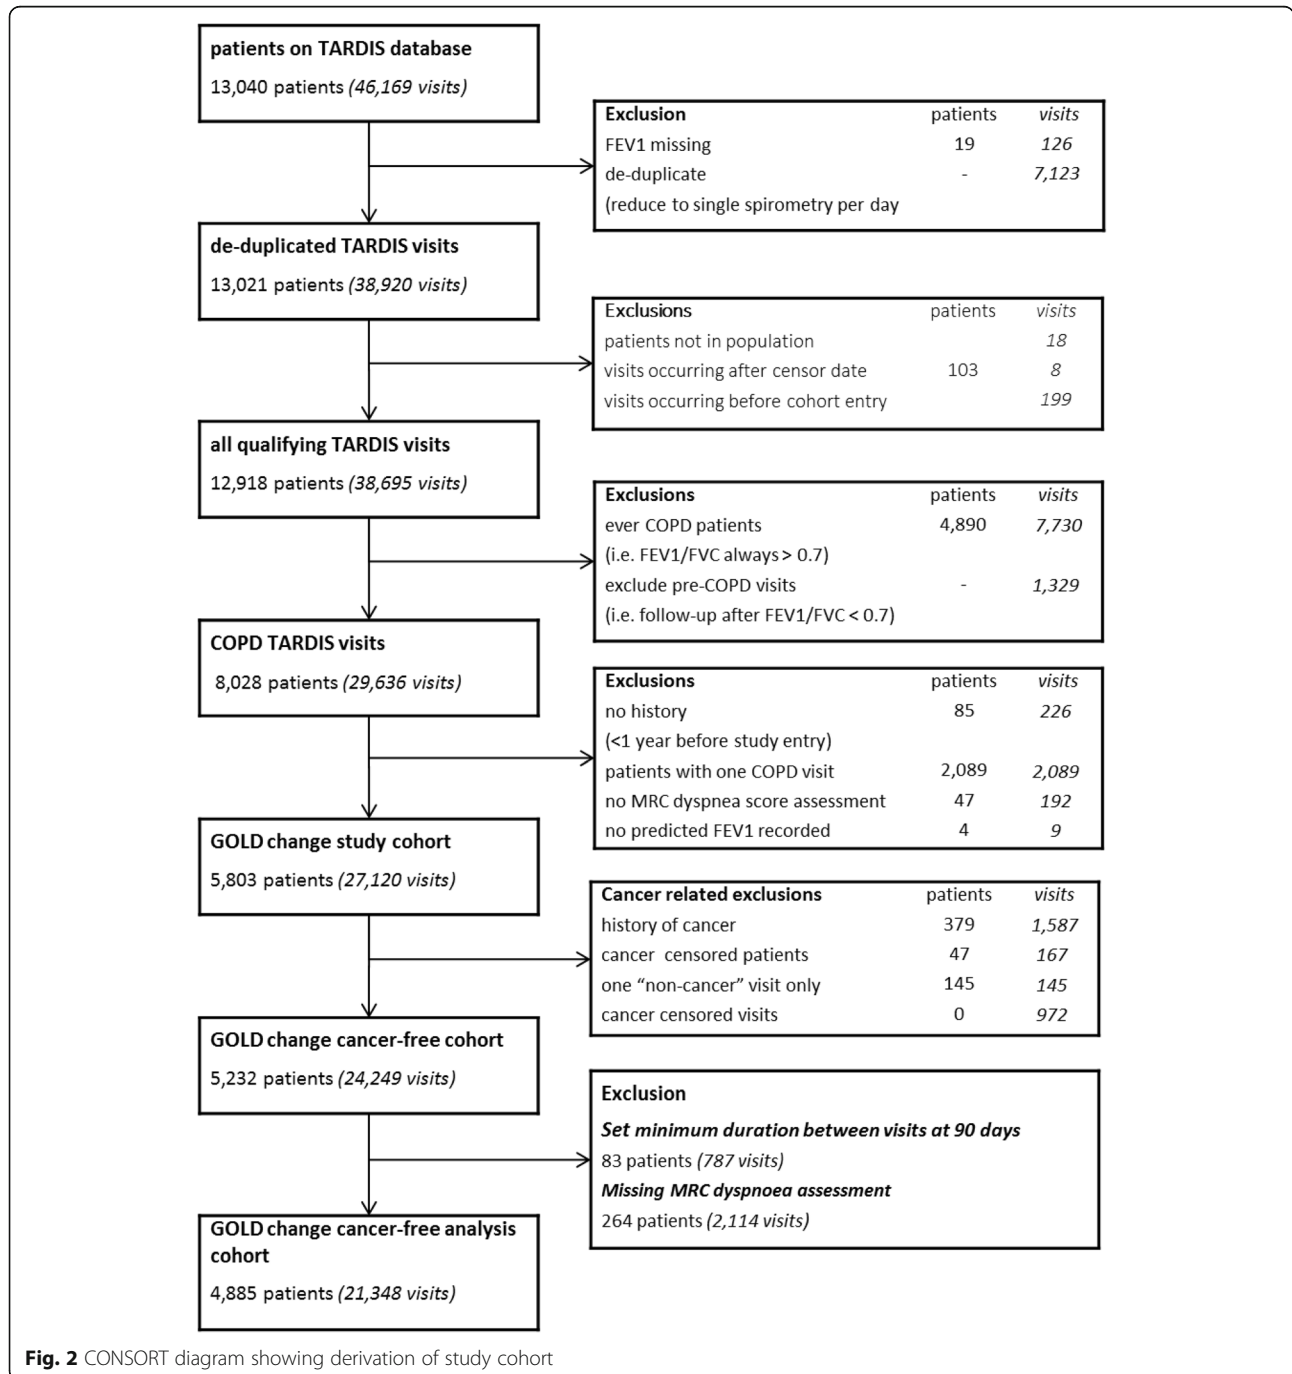 patients on TARDIS database
13,040 patients (46,169 visits)
Exclusion patients visits
FEV1 missing 19 126
de-duplicate - 7,123
(reduce to single spirometry per day
de-duplicated TARDIS visits
13,021 patients (38,920 visits)
Exclusions patients visits
patients not in population 18
visits occurring after censor date 103 8
visits occurring before cohort entry 199
all qualifying TARDIS visits
12,918 patients (38,695 visits)
Exclusions patients visits
ever COPD patients 4,890 7,730
(i.e. FEV1/FVC always > 0.7)
exclude pre-COPD visits - 1,329
(i.e. follow-up after FEV1/FVC < 0.7)
COPD TARDIS visits
8,028 patients (29,636 visits)
Exclusions patients visits
no history 85 226
(<1 year before study entry)
patients with one COPD visit 2,089 2,089
no MRC dyspnea score assessment 47 192
no predicted FEV1 recorded 4 9
GOLD change study cohort
5,803 patients (27,120 visits)
Cancer related exclusions patients visits
history of cancer 379 1,587
cancer censored patients 47 167
one “non-cancer” visit only 145 145
cancer censored visits 0 972
GOLD change cancer-free cohort
5,232 patients (24,249 visits)
Exclusion
Set minimum duration between visits at 90 days
83 patients (787 visits)
Missing MRC dyspnoea assessment
264 patients (2,114 visits)
GOLD change cancer-free analysis
cohort
4,885 patients (21,348 visits)
Fig. 2 CONSORT diagram showing derivation of study cohort